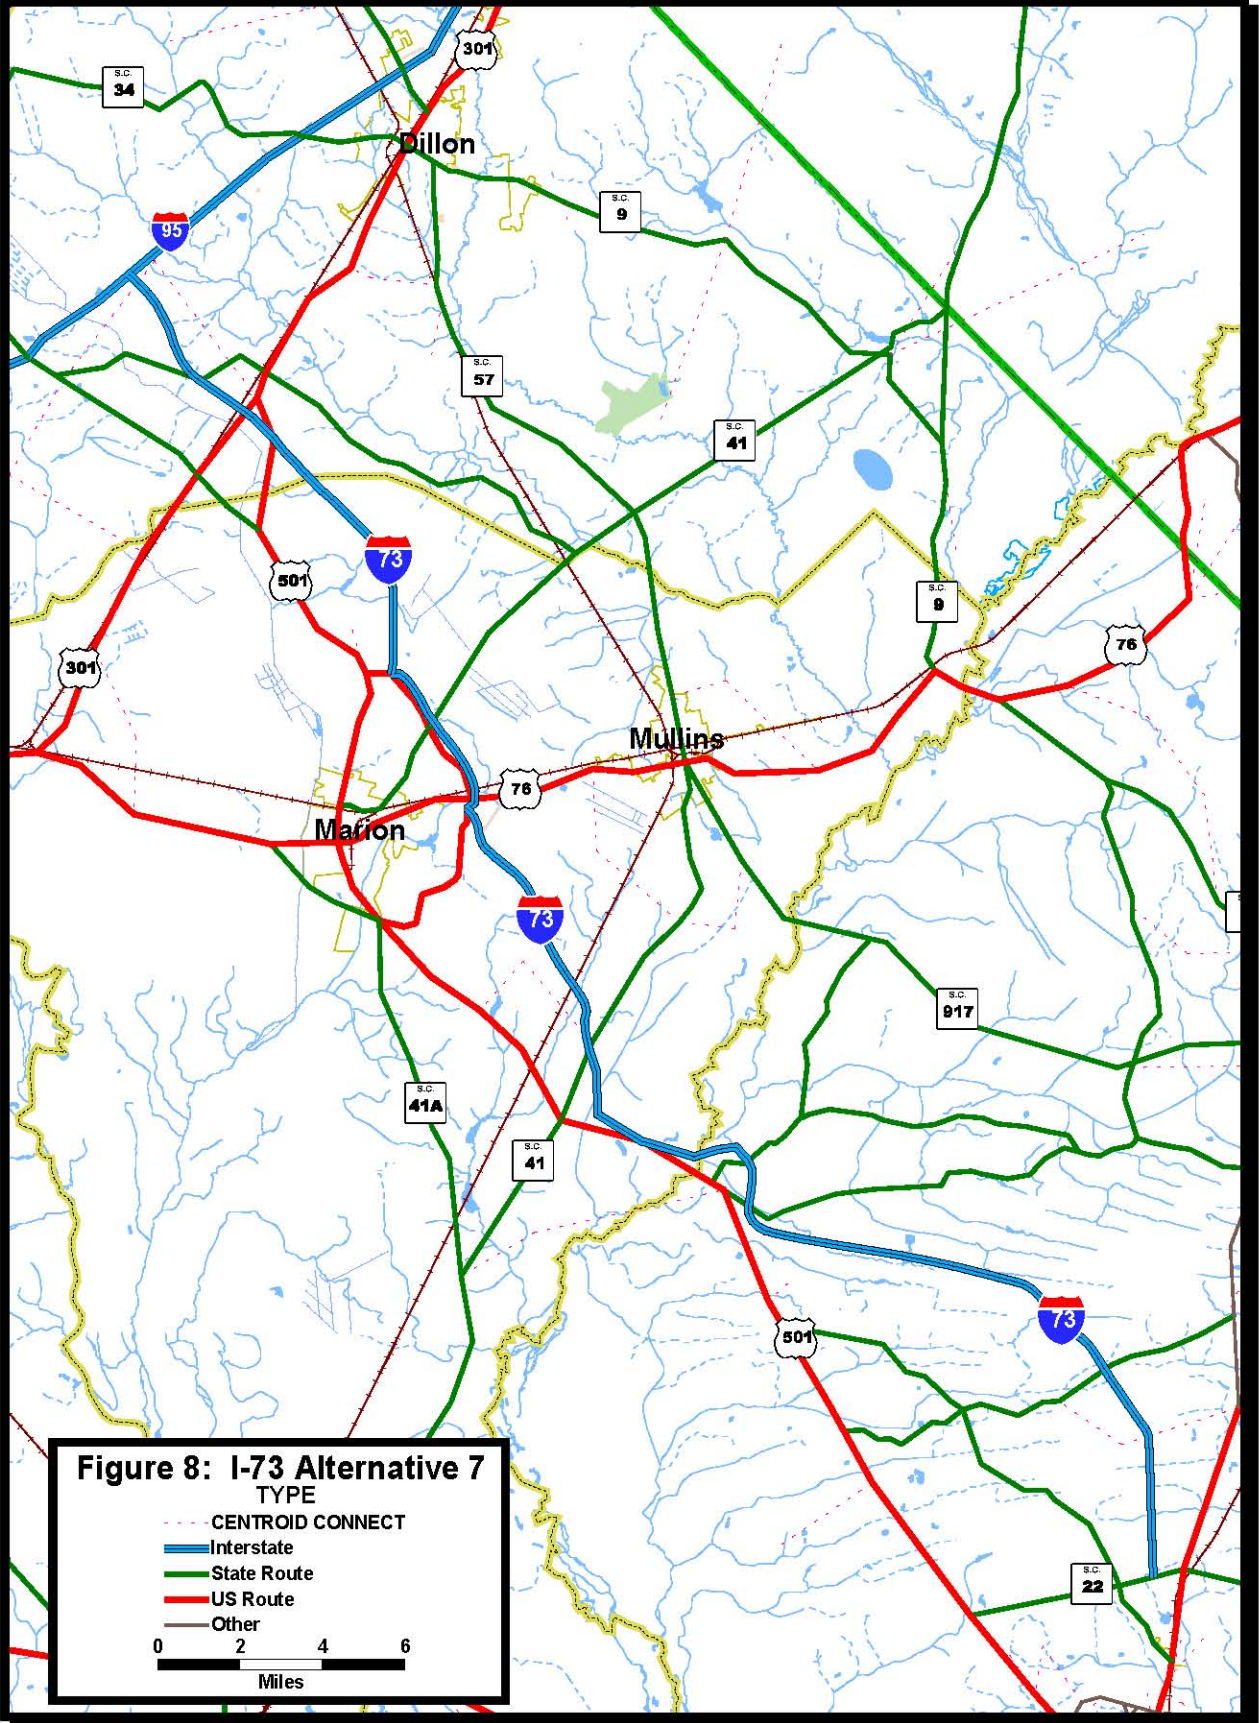 301
S.C.
34
Dillon
S.C.
9
95
S.C.
57
S.C.
41
73
501
S.C.
9
76
301
Mullins
76
Marion
73
S.C.
917
S.C.
41A
S.C.
41
73
501
Figure 8: I-73 Alternative 7
TYPE
CENTROID CONNECT
Interstate
State Route
US Route
Other
0 2 4 6
Miles
S.C.
22